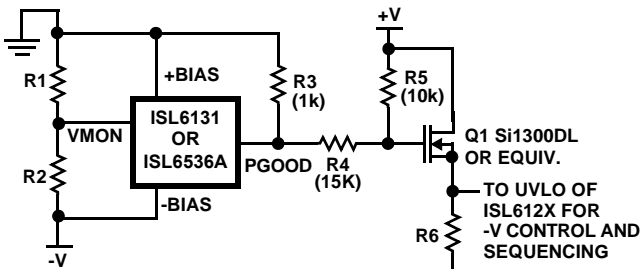 +V
R1
+BIAS
R3
(1k)
R5
(10k)
VMON
ISL6131
OR
ISL6536A
Q1 Si1300DL
OR EQUIV.
R2
PGOOD
R4
(15K)
-BIAS
TO UVLO OF
ISL612X FOR
-V CONTROL AND
SEQUENCING
R6
-V